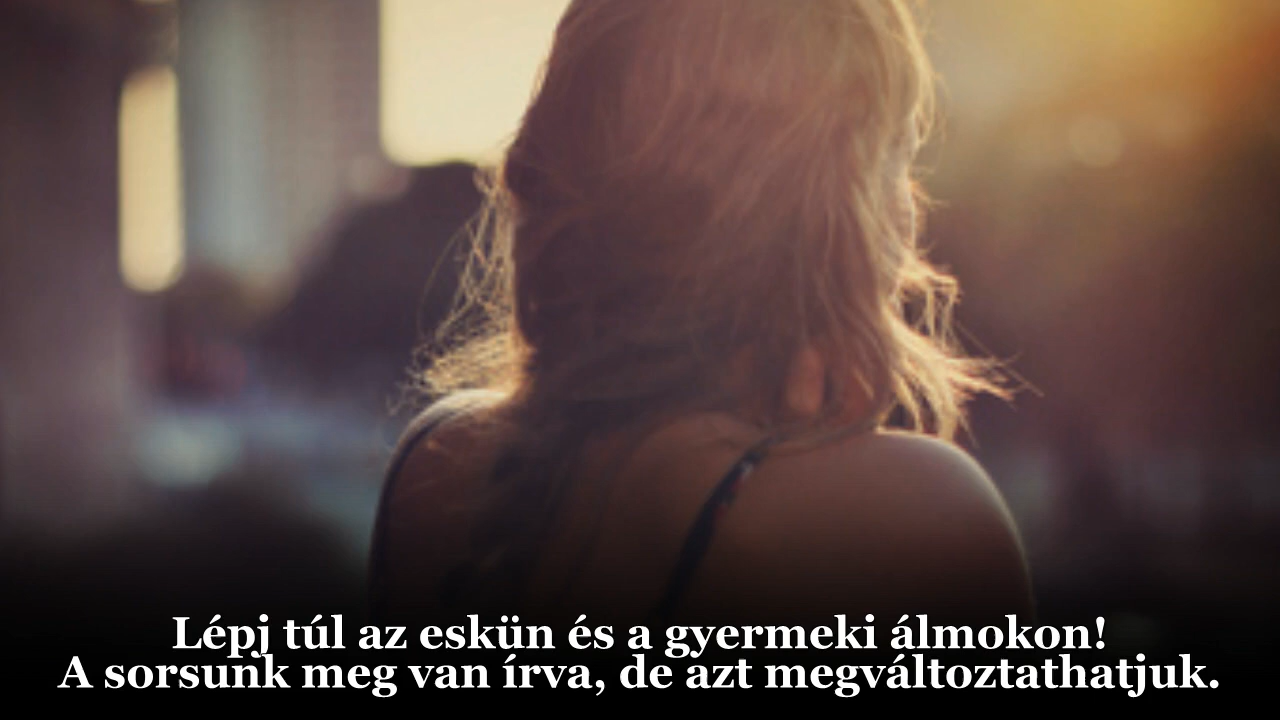 Lépj túl az eskün és a gyermeki álmokon!
A sorsunk meg van írva, de azt megváltoztathatjuk.